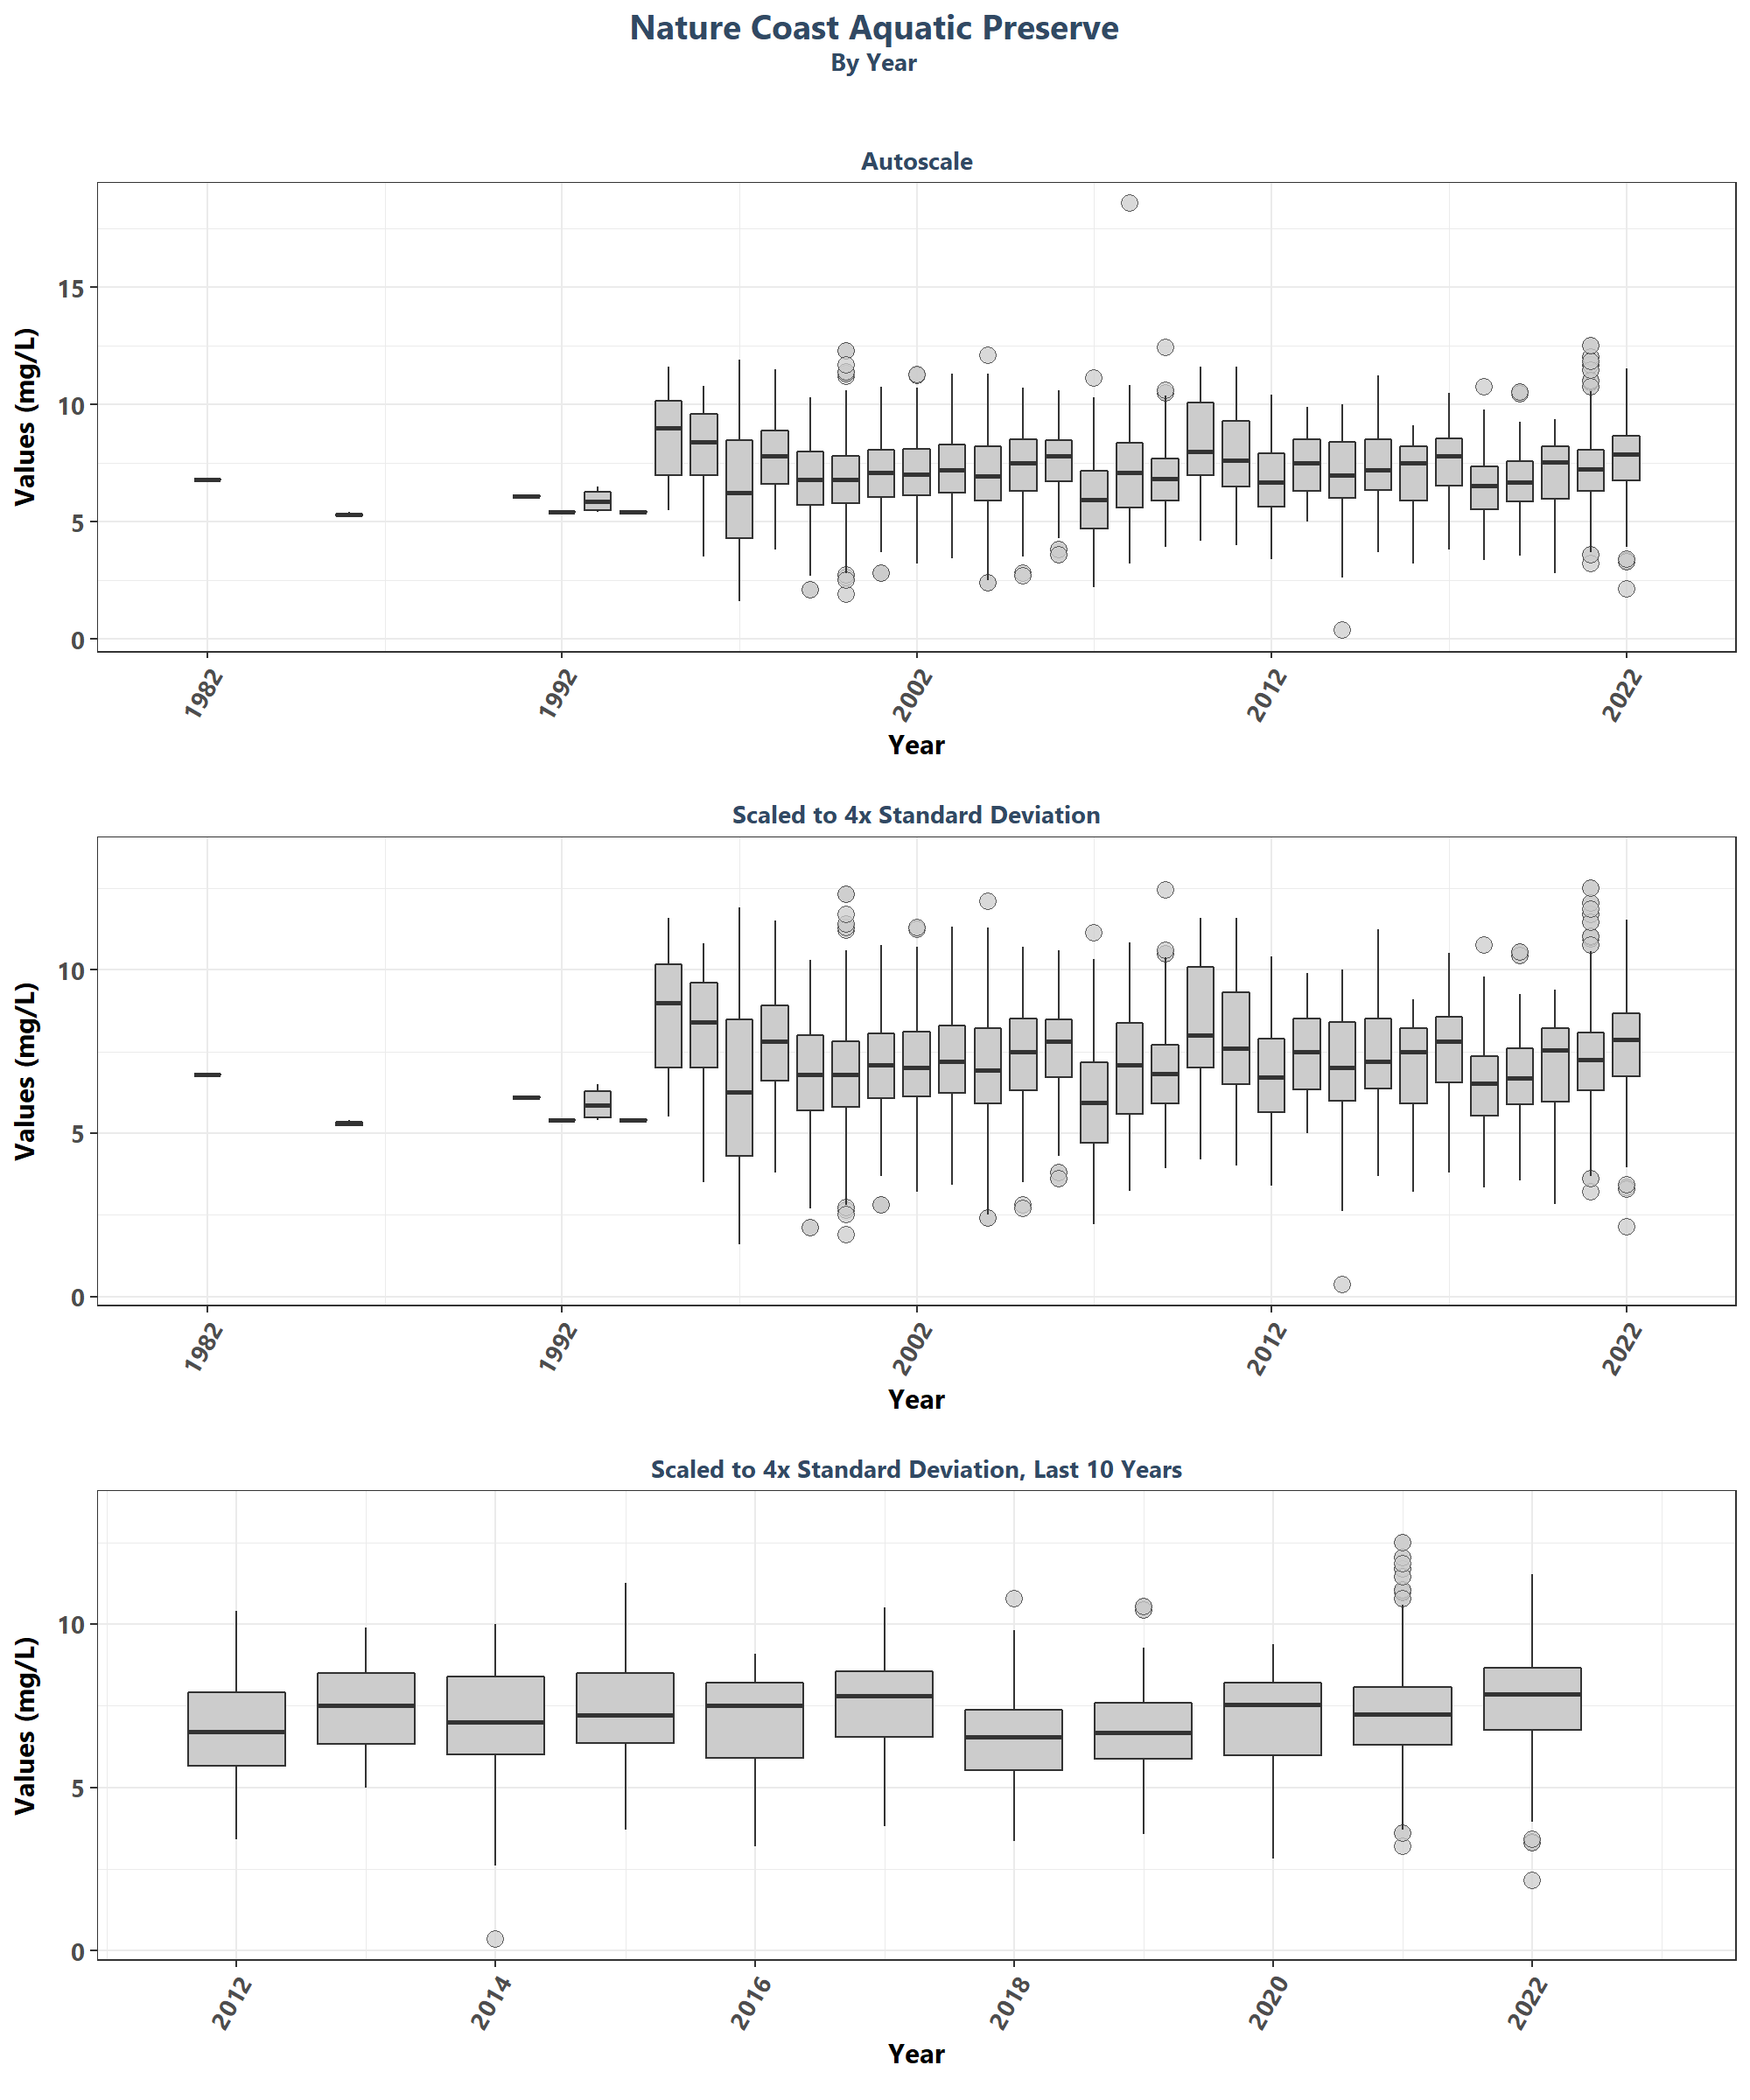 Nature Coast Aquatic Preserve
By Year
Autoscale
Values (mg/L)
15
10
5
0
1982
1992
2002
2012
2022
Year
Scaled to 4x Standard Deviation
Values (mg/L)
10
5
0
1982
1992
2002
2012
2022
Year
Scaled to 4x Standard Deviation, Last 10 Years
Values (mg/L)
10
5
0
2012
2014
2016
2018
2020
2022
Year